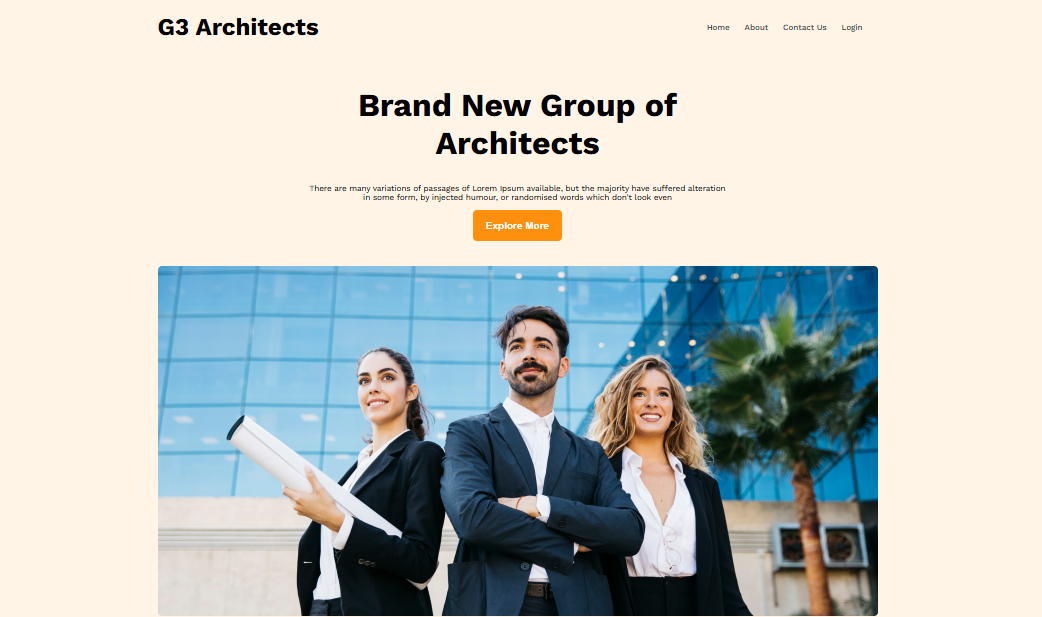 G3 Architects
Home About Contact Us Login
Brand New Group of
Architects
There are many variations of passages of Lorem Ipsum available, but the majority have suffered alteration
in some form, by injected humour, or randomised words which don't look even
Explore More